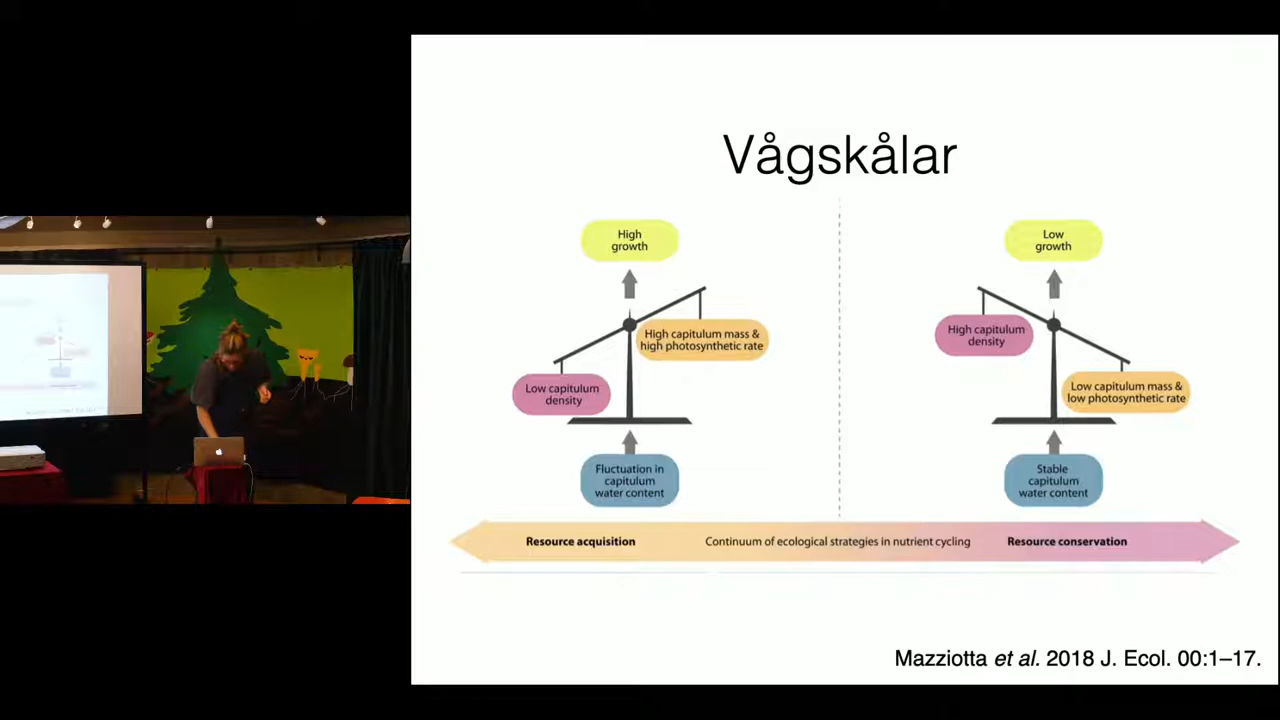 Vågskålar
High
growth
High capitulum mass &
high photosynthetic rate
Low capitulum
density
Fluctuation in
capitulum
water content
Low
growth
High capitulum
density
Low capitulum mass &
low photosynthetic rate
Stable
capitulum
water content
Resource acquisition
Continuum of ecological strategies in nutrient cycling
Resource conservation
Mazziotta et al. 2018 J. Ecol. 00:1–17.